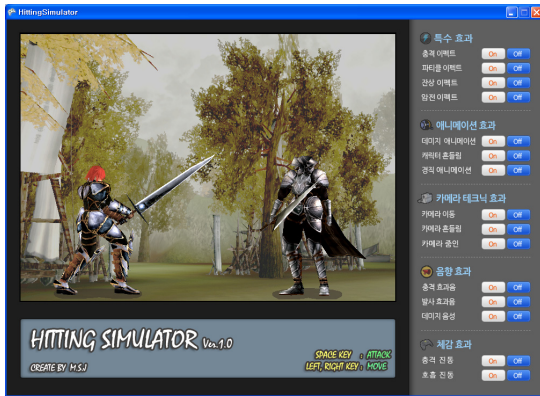 HittingSimulator
특수 효과
충격 이펙트 On Off
파티클 이펙트 On Off
잔상 이펙트 On Off
암전 이펙트 On Off
애니메이션 효과
데미지 애니메이션 On Off
캐릭터 흔들림 On Off
경직 애니메이션 On Off
카메라 테크닉 효과
카메라 이동 On Off
카메라 흔들림 On Off
카메라 줌인 On Off
음향 효과
충격 효과음 On Off
발사 효과음 On Off
데미지 음성 On Off
체감 효과
충격 진동 On Off
호흡 진동 On Off
HITTING SIMULATOR Ver.1.0
CREATE BY M.S.J
SPACE KEY : ATTACK
LEFT, RIGHT KEY : MOVE